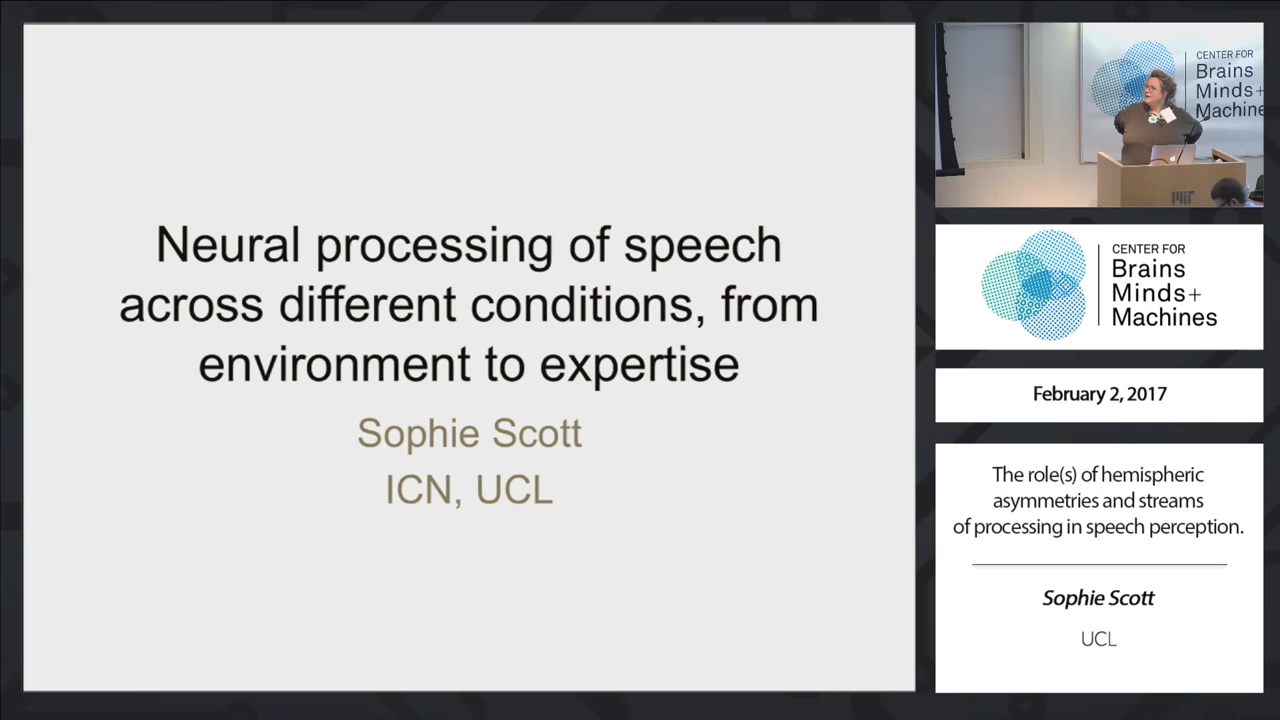 Neural processing of speech
across different conditions, from
environment to expertise
Sophie Scott
ICN, UCL
CENTER FOR
Brains
Minds+
Machine
MIT
CENTER FOR
Brains
Minds+
Machines
February 2, 2017
The role(s) of hemispheric
asymmetries and streams
of processing in speech perception.
Sophie Scott
UCL